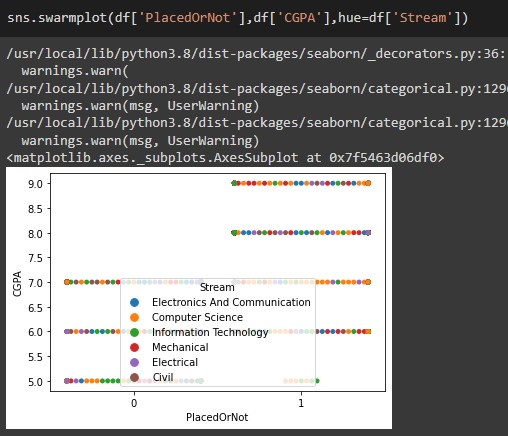 sns.swarmplot(df['PlacedOrNot'],df['CGPA'],hue=df['Stream'])
/usr/local/lib/python3.8/dist-packages/seaborn/_decorators.py:36:
warnings.warn(
/usr/local/lib/python3.8/dist-packages/seaborn/categorical.py:129
warnings.warn(msg, UserWarning)
/usr/local/lib/python3.8/dist-packages/seaborn/categorical.py:129
warnings.warn(msg, UserWarning)
<matplotlib.axes._subplots.AxesSubplot at 0x7f5463d06df0>
9.0
8.5
8.0
7.5
7.0
6.5
6.0
5.5
5.0
CGPA
Stream
Electronics And Communication
Computer Science
Information Technology
Mechanical
Electrical
Civil
0 1
PlacedOrNot